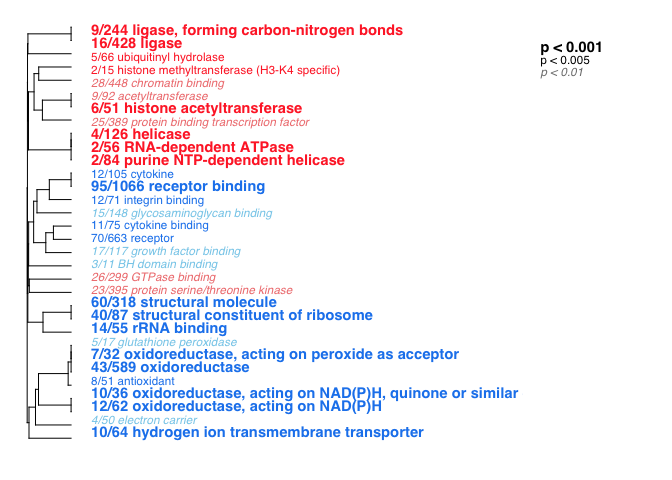 9/244 ligase, forming carbon-nitrogen bonds
16/428 ligase
5/66 ubiquitinyl hydrolase
2/15 histone methyltransferase (H3-K4 specific)
28/448 chromatin binding
9/92 acetyltransferase
6/51 histone acetyltransferase
25/389 protein binding transcription factor
4/126 helicase
2/56 RNA-dependent ATPase
2/84 purine NTP-dependent helicase
12/105 cytokine
95/1066 receptor binding
12/71 integrin binding
15/148 glycosaminoglycan binding
11/75 cytokine binding
70/663 receptor
17/117 growth factor binding
3/11 BH domain binding
26/299 GTPase binding
23/395 protein serine/threonine kinase
60/318 structural molecule
40/87 structural constituent of ribosome
14/55 rRNA binding
5/17 glutathione peroxidase
7/32 oxidoreductase, acting on peroxide as acceptor
43/589 oxidoreductase
8/51 antioxidant
10/36 oxidoreductase, acting on NAD(P)H, quinone or similar
12/62 oxidoreductase, acting on NAD(P)H
4/50 electron carrier
10/64 hydrogen ion transmembrane transporter
p < 0.001
p < 0.005
p < 0.01